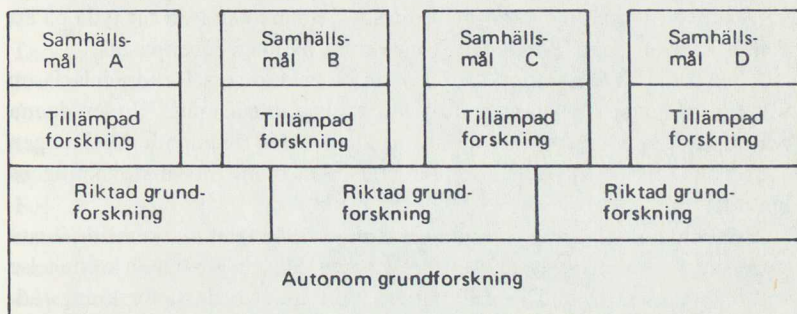 Samhälls-
mål A
Samhälls-
mål B
Samhälls-
mål C
Samhälls-
mål D
Tillämpad
forskning
Tillämpad
forskning
Tillämpad
forskning
Tillämpad
forskning
Riktad grund-
forskning
Riktad grund-
forskning
Riktad grund-
forskning
Autonom grundforskning